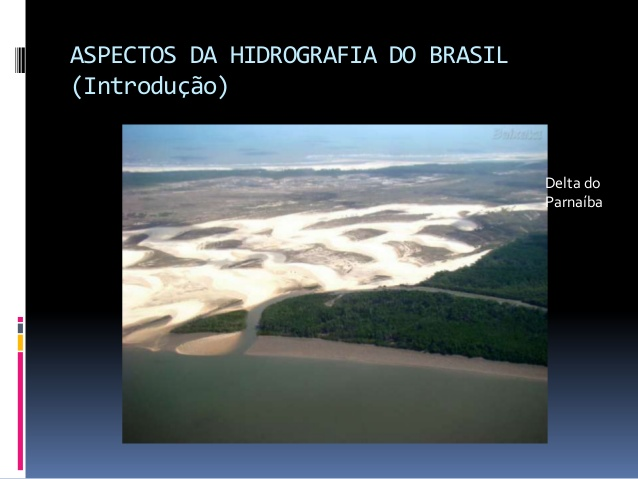 ASPECTOS DA HIDROGRAFIA DO BRASIL
(Introdução)
Delta do
Parnaíba